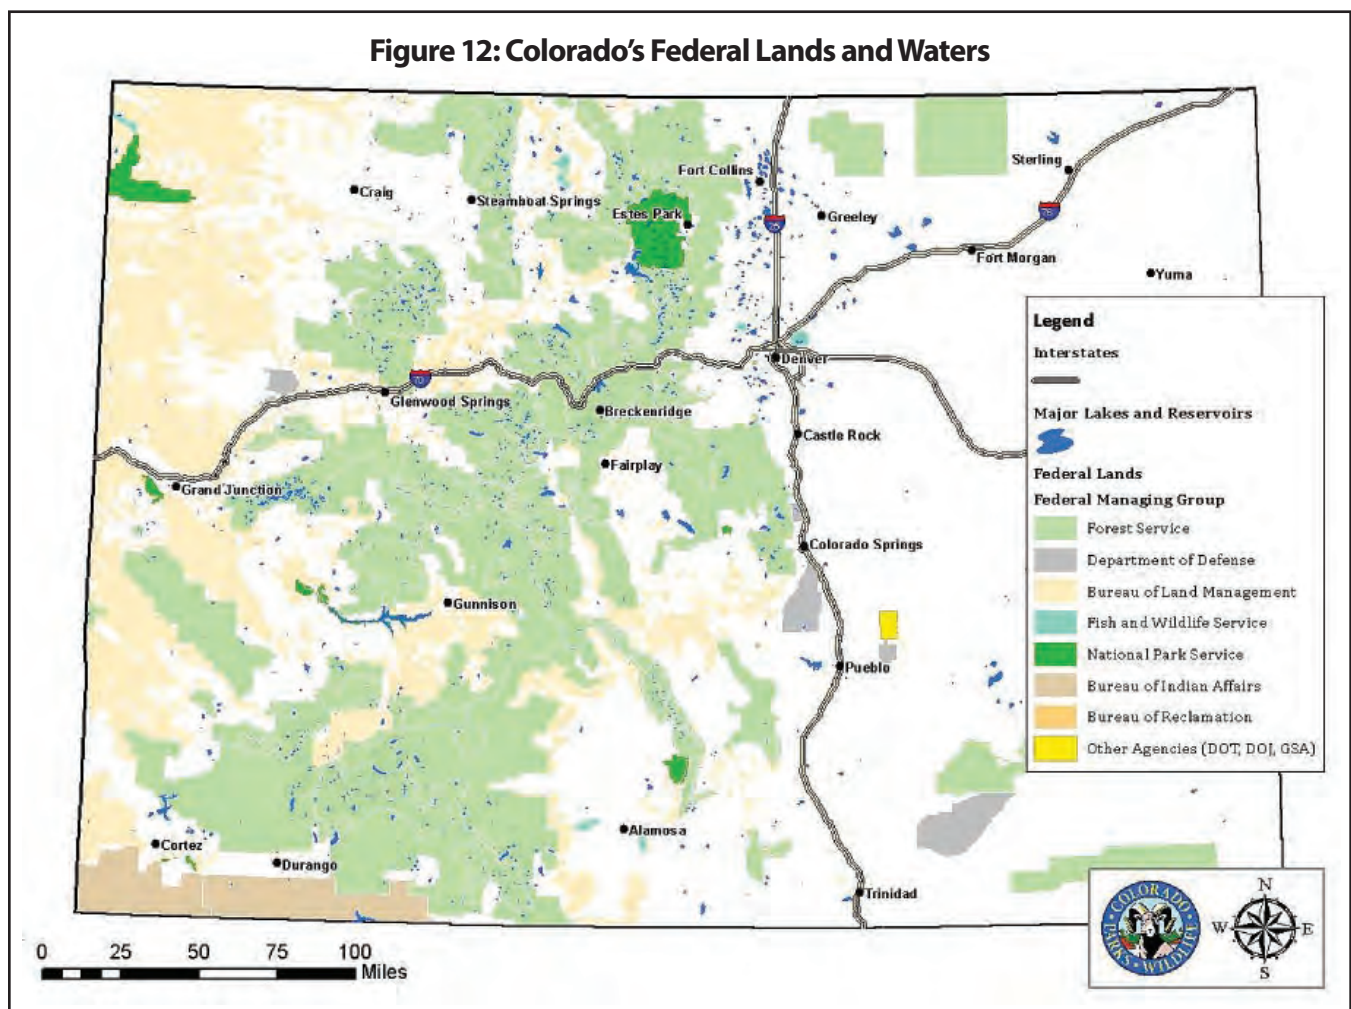 Figure 12: Colorado's Federal Lands and Waters
Craig
Steamboat Springs
Fort Collins
Estes Park
Greeley
Sterling
Fort Morgan
Yuma
Denver
Glenwood Springs
Breckenridge
Castle Rock
Fairplay
Grand Junction
Colorado Springs
Gunnison
Pueblo
Alamosa
Cortez
Durango
Trinidad
25
76
70
Legend
Interstates
Major Lakes and Reservoirs
Federal Lands
Federal Managing Group
Forest Service
Department of Defense
Bureau of Land Management
Fish and Wildlife Service
National Park Service
Bureau of Indian Affairs
Bureau of Reclamation
Other Agencies (DOT, DOJ, GSA)
COLORADO
PARKS • WILDLIFE
N
W E
S
0 25 50 75 100
Miles